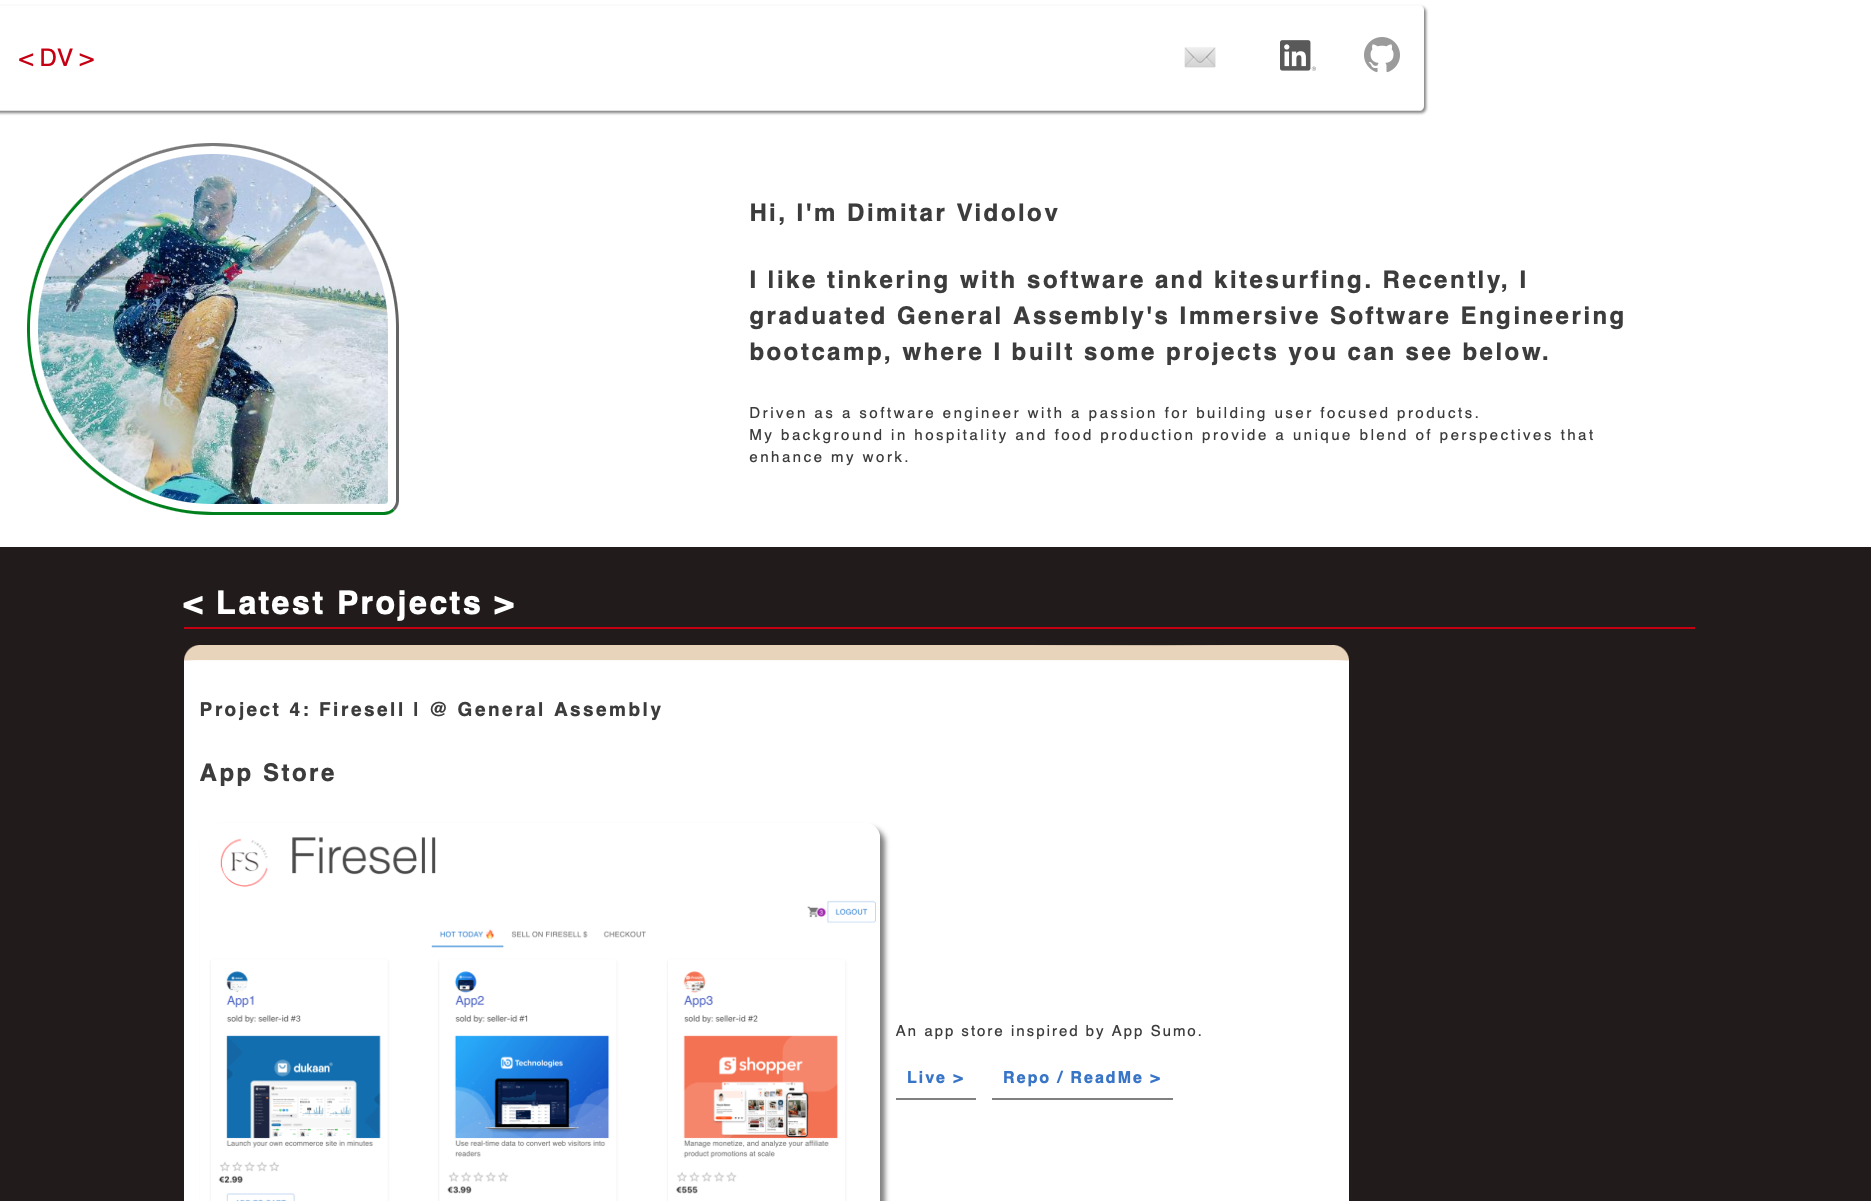 < DV >
in
Hi, I'm Dimitar Vidolov
I like tinkering with software and kitesurfing. Recently, I
graduated General Assembly's Immersive Software Engineering
bootcamp, where I built some projects you can see below.
Driven as a software engineer with a passion for building user focused products.
My background in hospitality and food production provide a unique blend of perspectives that
enhance my work.
< Latest Projects >
Project 4: Firesell | @ General Assembly
App Store
FS
Firesell
LOGOUT
HOT TODAY 🔥 SELL ON FIRESELL $ CHECKOUT
App1
sold by: seller-id #3
dukaan
Launch your own ecommerce site in minutes
€2.99
App2
sold by: seller-id #1
Technologies
Use real-time data to convert web visitors into
readers
€3.99
App3
sold by: seller-id #2
shopper
Manage monetize, and analyze your affiliate
product promotions at scale
€555
An app store inspired by App Sumo.
Live > Repo / ReadMe >